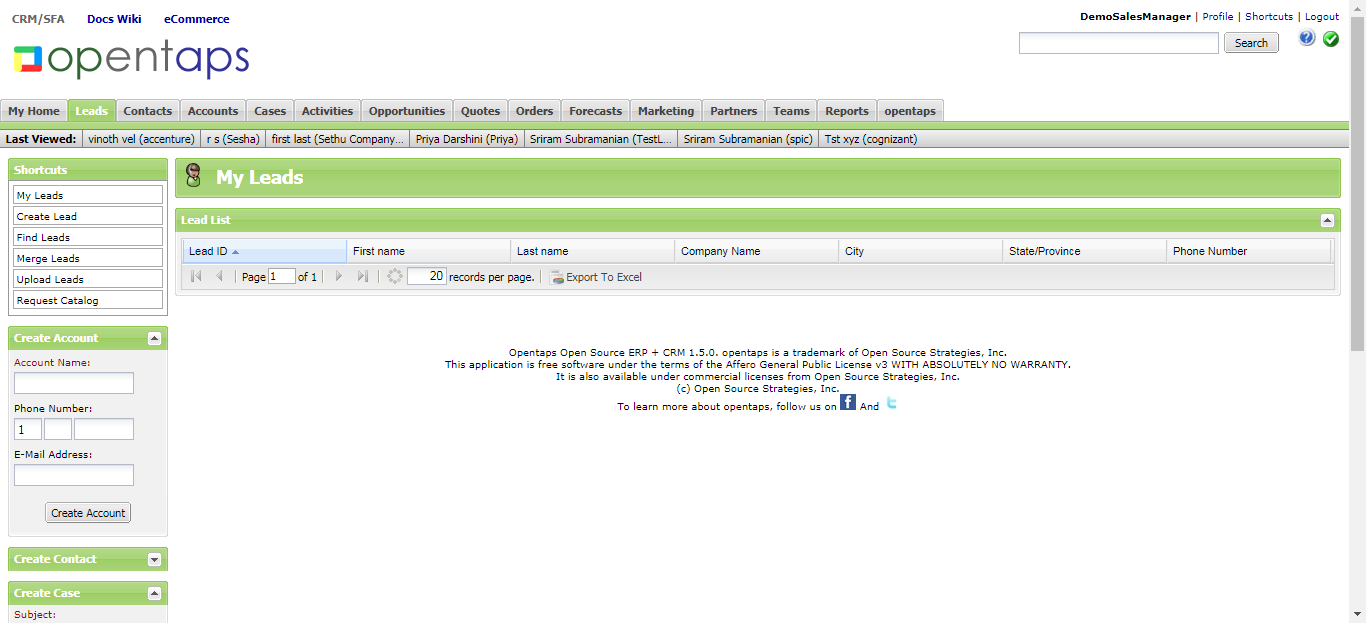 CRM/SFA Docs Wiki eCommerce
DemoSalesManager | Profile | Shortcuts | Logout
opentaps
Search
My Home Leads Contacts Accounts Cases Activities Opportunities Quotes Orders Forecasts Marketing Partners Teams Reports opentaps
Last Viewed: vinoth vel (accenture) r s (Sesha) first last (Sethu Company... Priya Darshini (Priya) Sriram Subramanian (TestL... Sriram Subramanian (spic) Tst xyz (cognizant)
Shortcuts
My Leads
Create Lead
Find Leads
Merge Leads
Upload Leads
Request Catalog
Create Account
Account Name:
Phone Number:
1
E-Mail Address:
Create Account
Create Contact
Create Case
Subject:
My Leads
Lead List
Lead ID First name Last name Company Name City State/Province Phone Number
Page 1 of 1 20 records per page. Export To Excel
Opentaps Open Source ERP + CRM 1.5.0. opentaps is a trademark of Open Source Strategies, Inc.
This application is free software under the terms of the Affero General Public License v3 WITH ABSOLUTELY NO WARRANTY.
It is also available under commercial licenses from Open Source Strategies, Inc.
(c) Open Source Strategies, Inc.
To learn more about opentaps, follow us on f And t